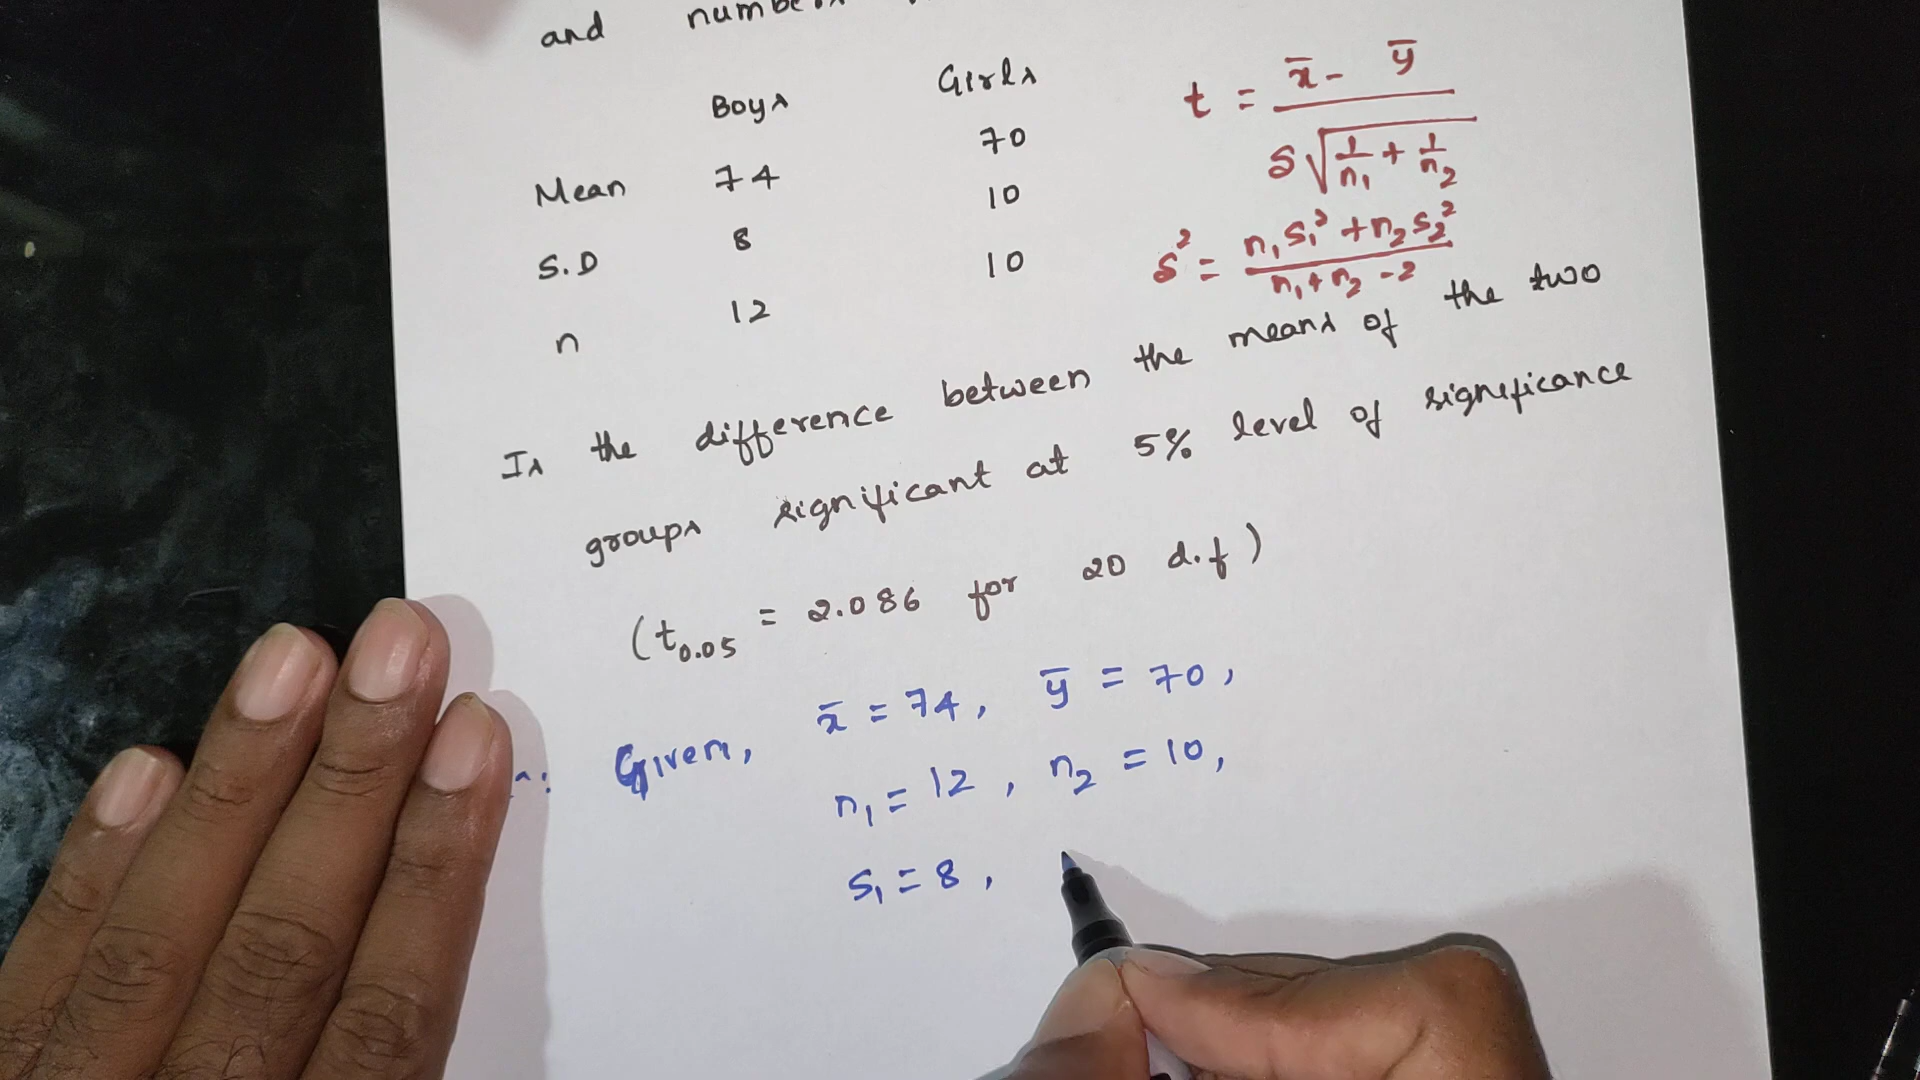 and number
Boys Girls
Mean 74 70
S.D 8 10
n 12 10
t = x̄ - ȳ / s√(1/n₁ + 1/n₂)
s² = n₁s₁² + n₂s₂² / n₁ + n₂ - 2
Is the difference between the means of the two
groups significant at 5% level of significance
(t₀.₀₅ = 2.086 for 20 d.f)
Given, x̄ = 74, ȳ = 70,
n₁ = 12, n₂ = 10,
s₁ = 8,